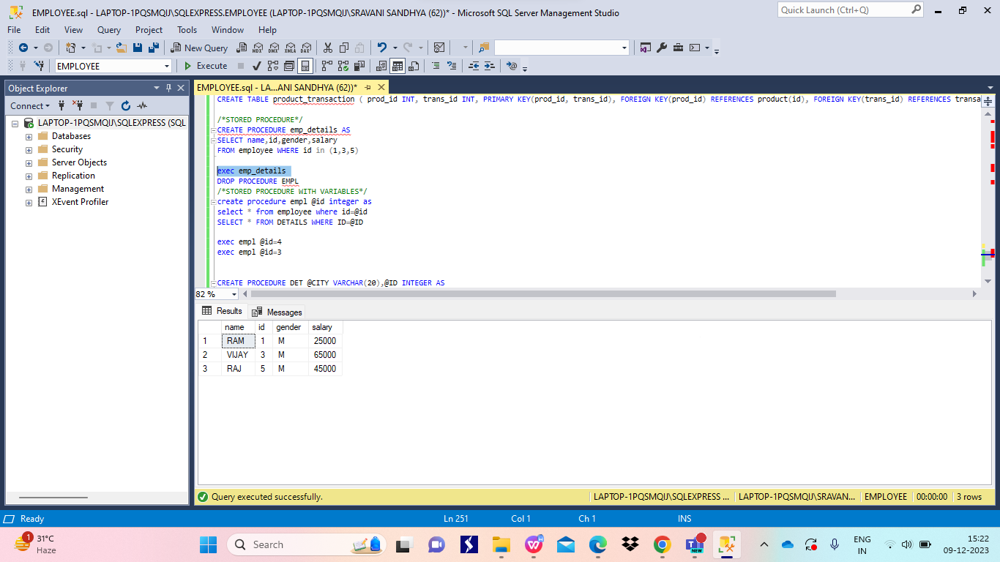 EMPLOYEE.sql - LAPTOP-1PQSMQIJ\SQLEXPRESS.EMPLOYEE (LAPTOP-1PQSMQIJ\SRAVANI SANDHYA (62))* - Microsoft SQL Server Management Studio
Quick Launch (Ctrl+Q)
File Edit View Query Project Tools Window Help
New Query MDX DMX XMLA DAX
EMPLOYEE Execute
Object Explorer
EMPLOYEE.sql - LA...ANI SANDHYA (62))*
Connect
LAPTOP-1PQSMQIJ\SQLEXPRESS (SQL
Databases
Security
Server Objects
Replication
Management
XEvent Profiler
CREATE TABLE product_transaction ( prod_id INT, trans_id INT, PRIMARY KEY(prod_id, trans_id), FOREIGN KEY(prod_id) REFERENCES product(id), FOREIGN KEY(trans_id) REFERENCES transa
/*STORED PROCEDURE*/
CREATE PROCEDURE emp_details AS
SELECT name,id,gender,salary
FROM employee WHERE id in (1,3,5)
exec emp_details
DROP PROCEDURE EMPL
/*STORED PROCEDURE WITH VARIABLES*/
create procedure empl @id integer as
select * from employee where id=@id
SELECT * FROM DETAILS WHERE ID=@ID
exec empl @id=4
exec empl @id=3
CREATE PROCEDURE DET @CITY VARCHAR(20),@ID INTEGER AS
82 %
Results Messages
name id gender salary
1 RAM 1 M 25000
2 VIJAY 3 M 65000
3 RAJ 5 M 45000
Query executed successfully.
LAPTOP-1PQSMQIJ\SQLEXPRESS ... LAPTOP-1PQSMQIJ\SRAVAN... EMPLOYEE 00:00:00 3 rows
Ready Ln 251 Col 1 Ch 1 INS
1
31°C
Haze
Search
NEW
ENG
IN
15:22
09-12-2023